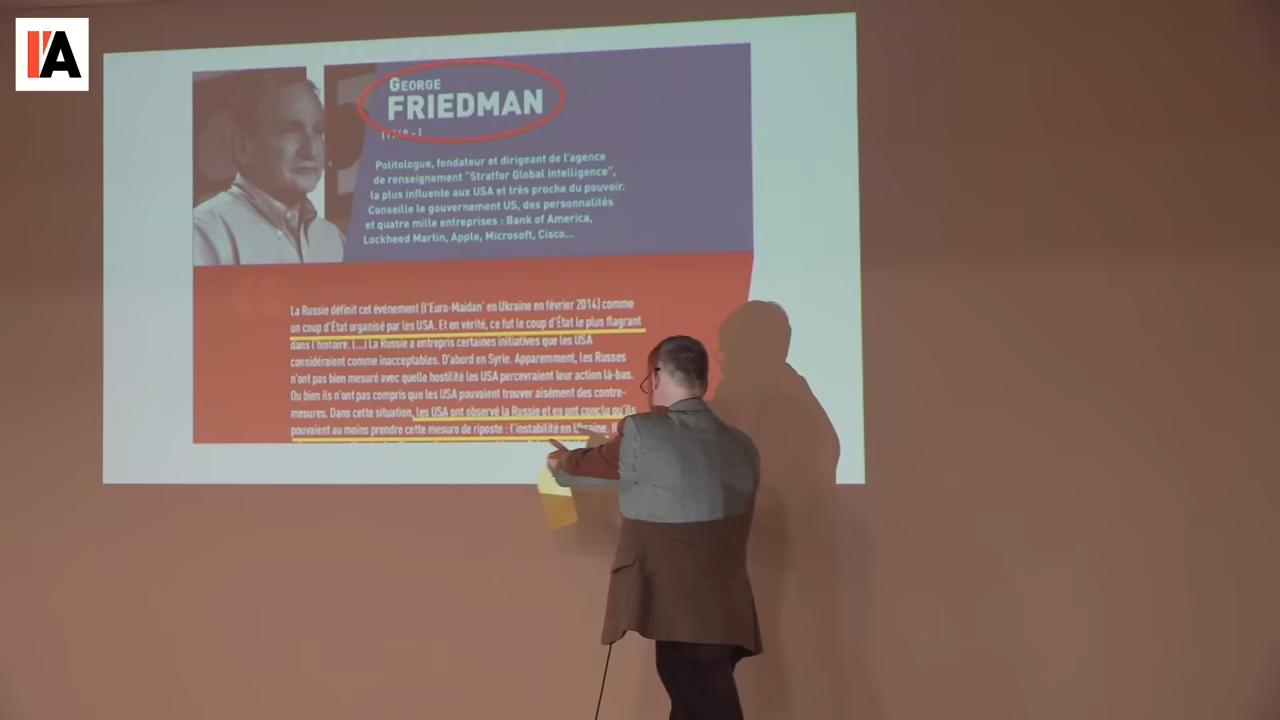 I'A
GEORGE
FRIEDMAN
Politologue, fondateur et dirigeant de l'agence
de renseignement "Stratfor Global Intelligence",
la plus influente aux USA et très proche du pouvoir.
Conseille le gouvernement US, des personnalités
et quatre mille entreprises : Bank of America,
Lockheed Martin, Apple, Microsoft, Cisco...
La Russie définit cet événement (l'Euro-Maïdan' en Ukraine en février 2014) comme
un coup d'État organisé par les USA. Et en vérité, ce fut le coup d'État le plus flagrant
dans l'histoire. (...) La Russie a entrepris certaines initiatives que les USA
considéraient comme inacceptables. D'abord en Syrie. Apparemment, les Russes
n'ont pas bien mesuré avec quelle hostilité les USA percevraient leur action là-bas.
Ou bien ils n'ont pas compris que les USA pouvaient trouver aisément des contre-
mesures. Dans cette situation, les USA ont observé la Russie et en ont conclu qu'ils
pouvaient au moins prendre cette mesure de riposte : l'instabilité en Ukraine. Il